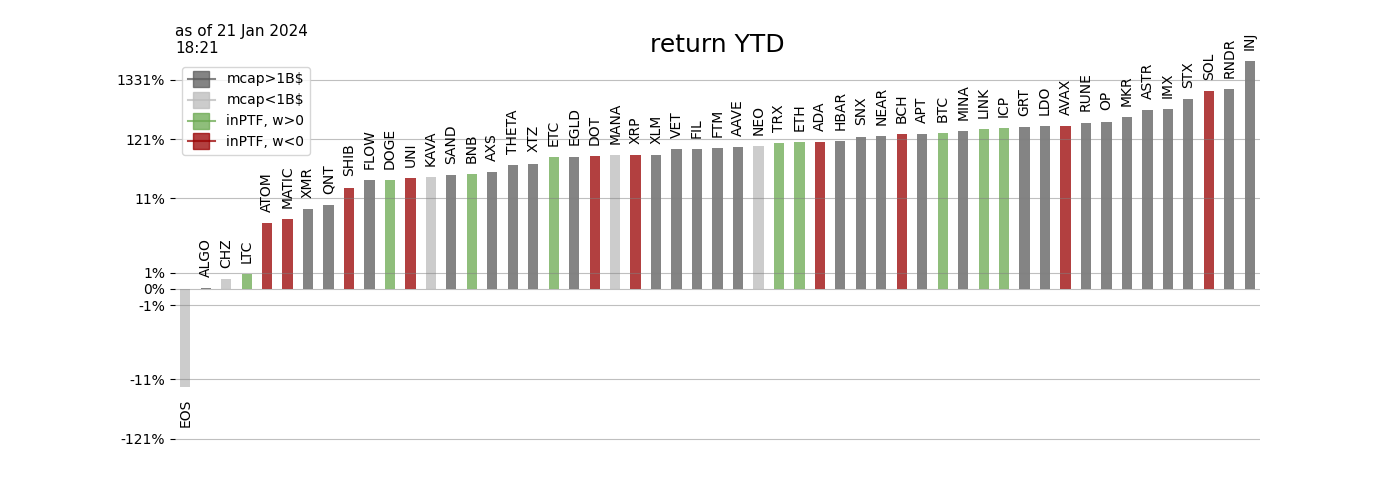 as of 21 Jan 2024
18:21
return YTD
1331%
121%
11%
1%
0%
-1%
-11%
-121%
mcap>1B$
mcap<1B$
inPTF, w>0
inPTF, w<0
EOS
ALGO
CHZ
LTC
ATOM
MATIC
XMR
QNT
SHIB
FLOW
DOGE
UNI
KAVA
SAND
BNB
AXS
THETA
XTZ
ETC
EGLD
DOT
MANA
XRP
XLM
VET
FIL
FTM
AAVE
NEO
TRX
ETH
ADA
HBAR
SNX
NEAR
BCH
APT
BTC
MINA
LINK
ICP
GRT
LDO
AVAX
RUNE
OP
MKR
ASTR
IMX
STX
SOL
RNDR
INJ